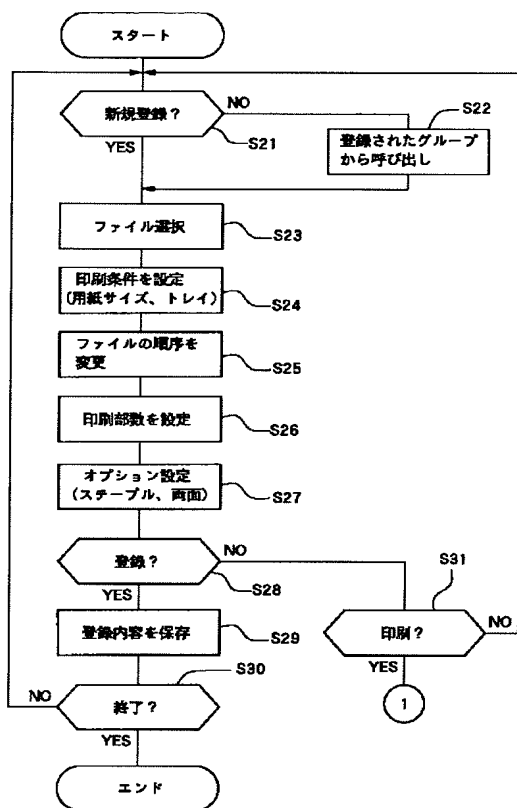 スタート
新規登録？
NO
YES
S21
S22
登録されたグループ
から呼び出し
ファイル選択
S23
印刷条件を設定
(用紙サイズ、トレイ)
S24
ファイルの順序を
変更
S25
印刷部数を設定
S26
オプション設定
(ステープル、両面)
S27
登録？
NO
YES
S28
S31
登録内容を保存
S29
印刷？
NO
YES
1
S30
終了？
NO
YES
エンド